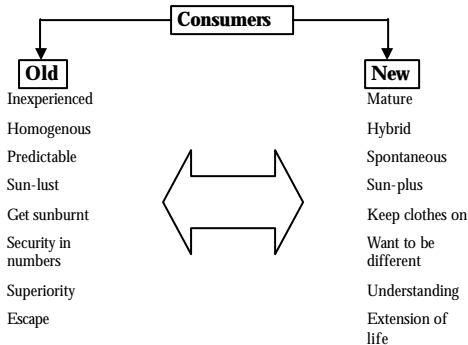 Consumers
Old
Inexperienced
Homogenous
Predictable
Sun-lust
Get sunburnt
Security in
numbers
Superiority
Escape
New
Mature
Hybrid
Spontaneous
Sun-plus
Keep clothes on
Want to be
different
Understanding
Extension of
life